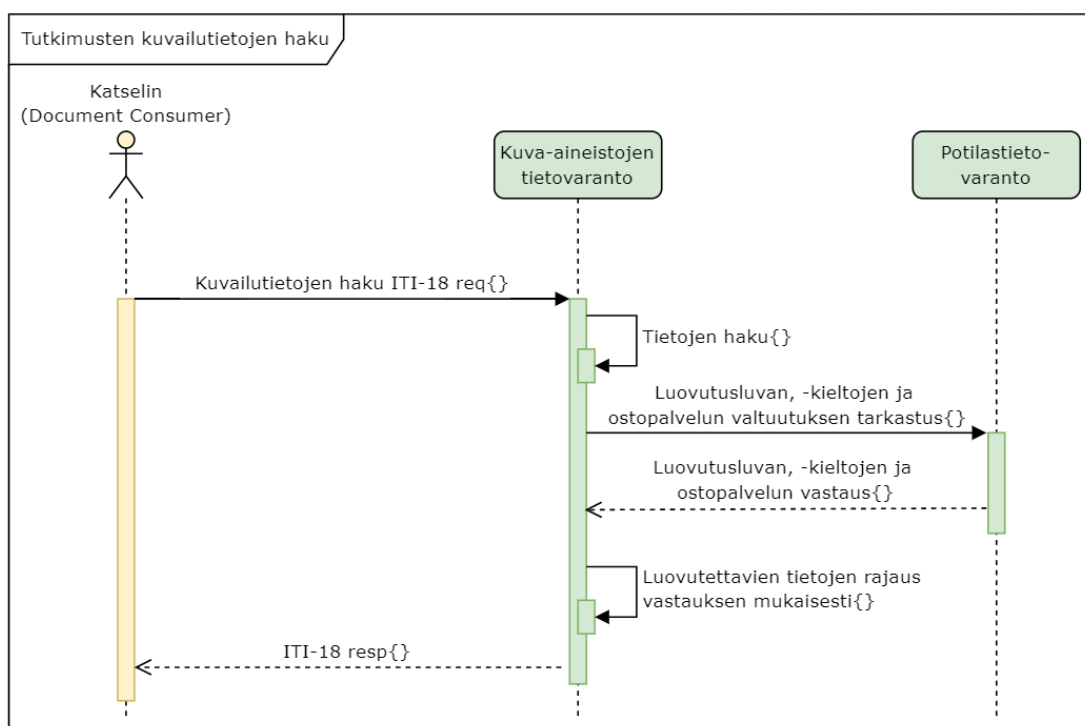 Tutkimusten kuvailutietojen haku
Katselin
(Document Consumer)
Kuva-aineistojen
tietovaranto
Potilastieto-
varanto
Kuvailutietojen haku ITI-18 req{}
Tietojen haku{}
Luovutusluvan, -kieltojen ja
ostopalvelun valtuutuksen tarkastus{}
Luovutusluvan, -kieltojen ja
ostopalvelun vastaus{}
Luovutettavien tietojen rajaus
vastauksen mukaisesti{}
ITI-18 resp{}